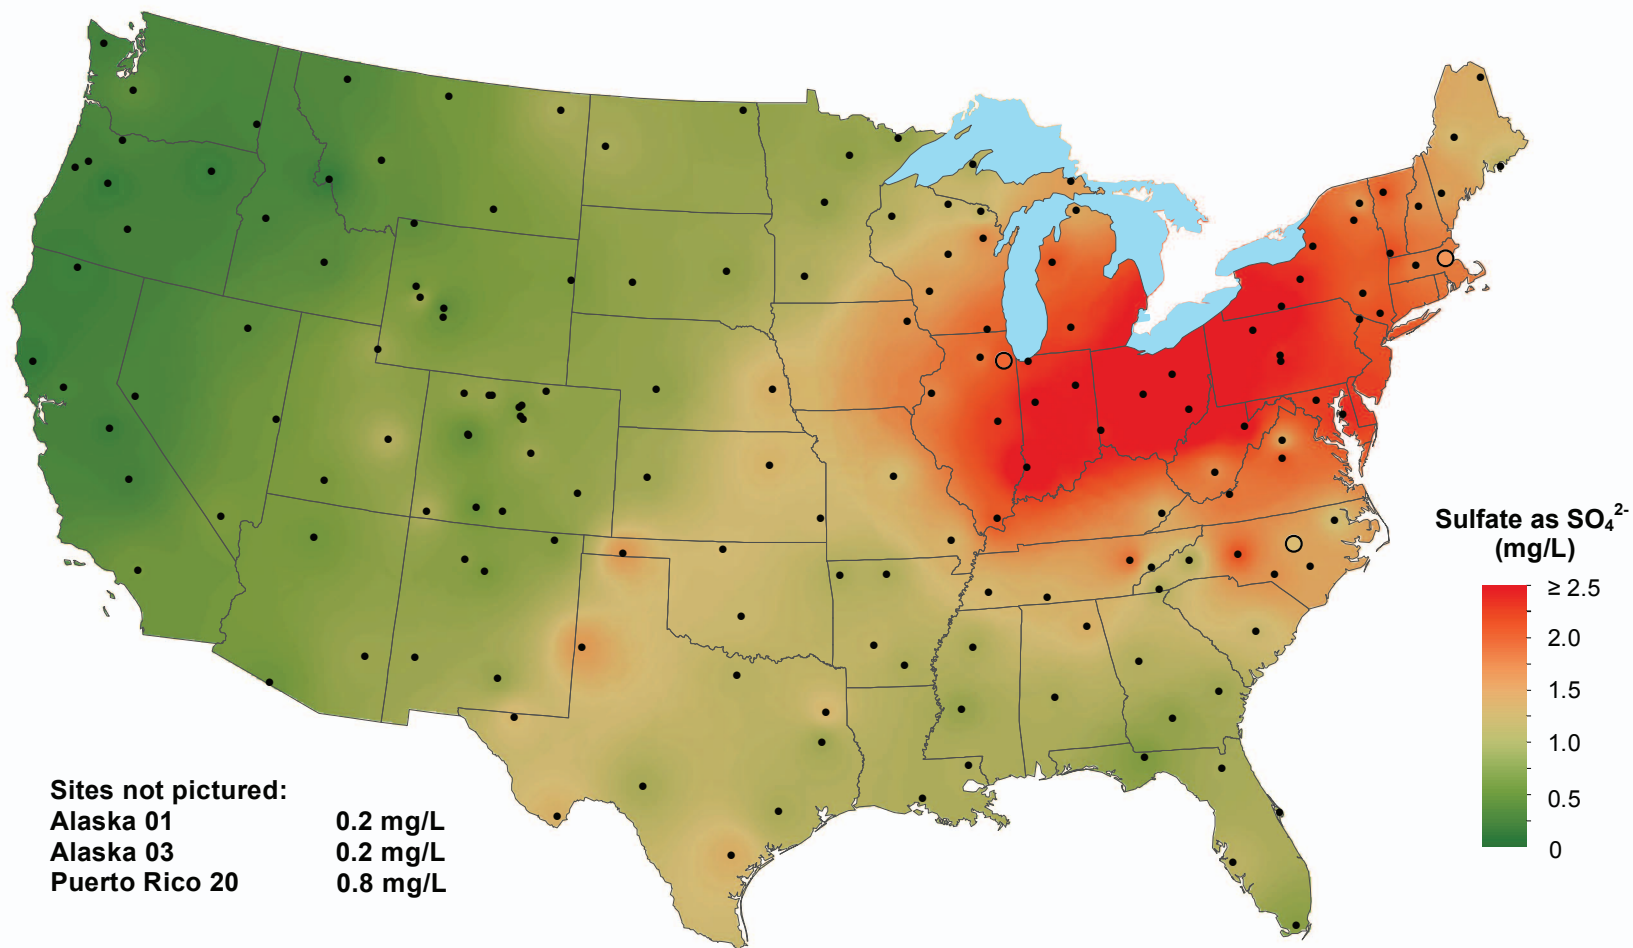 Sulfate as SO₄²⁻
(mg/L)
≥ 2.5
2.0
1.5
1.0
0.5
0
Sites not pictured:
Alaska 01 0.2 mg/L
Alaska 03 0.2 mg/L
Puerto Rico 20 0.8 mg/L